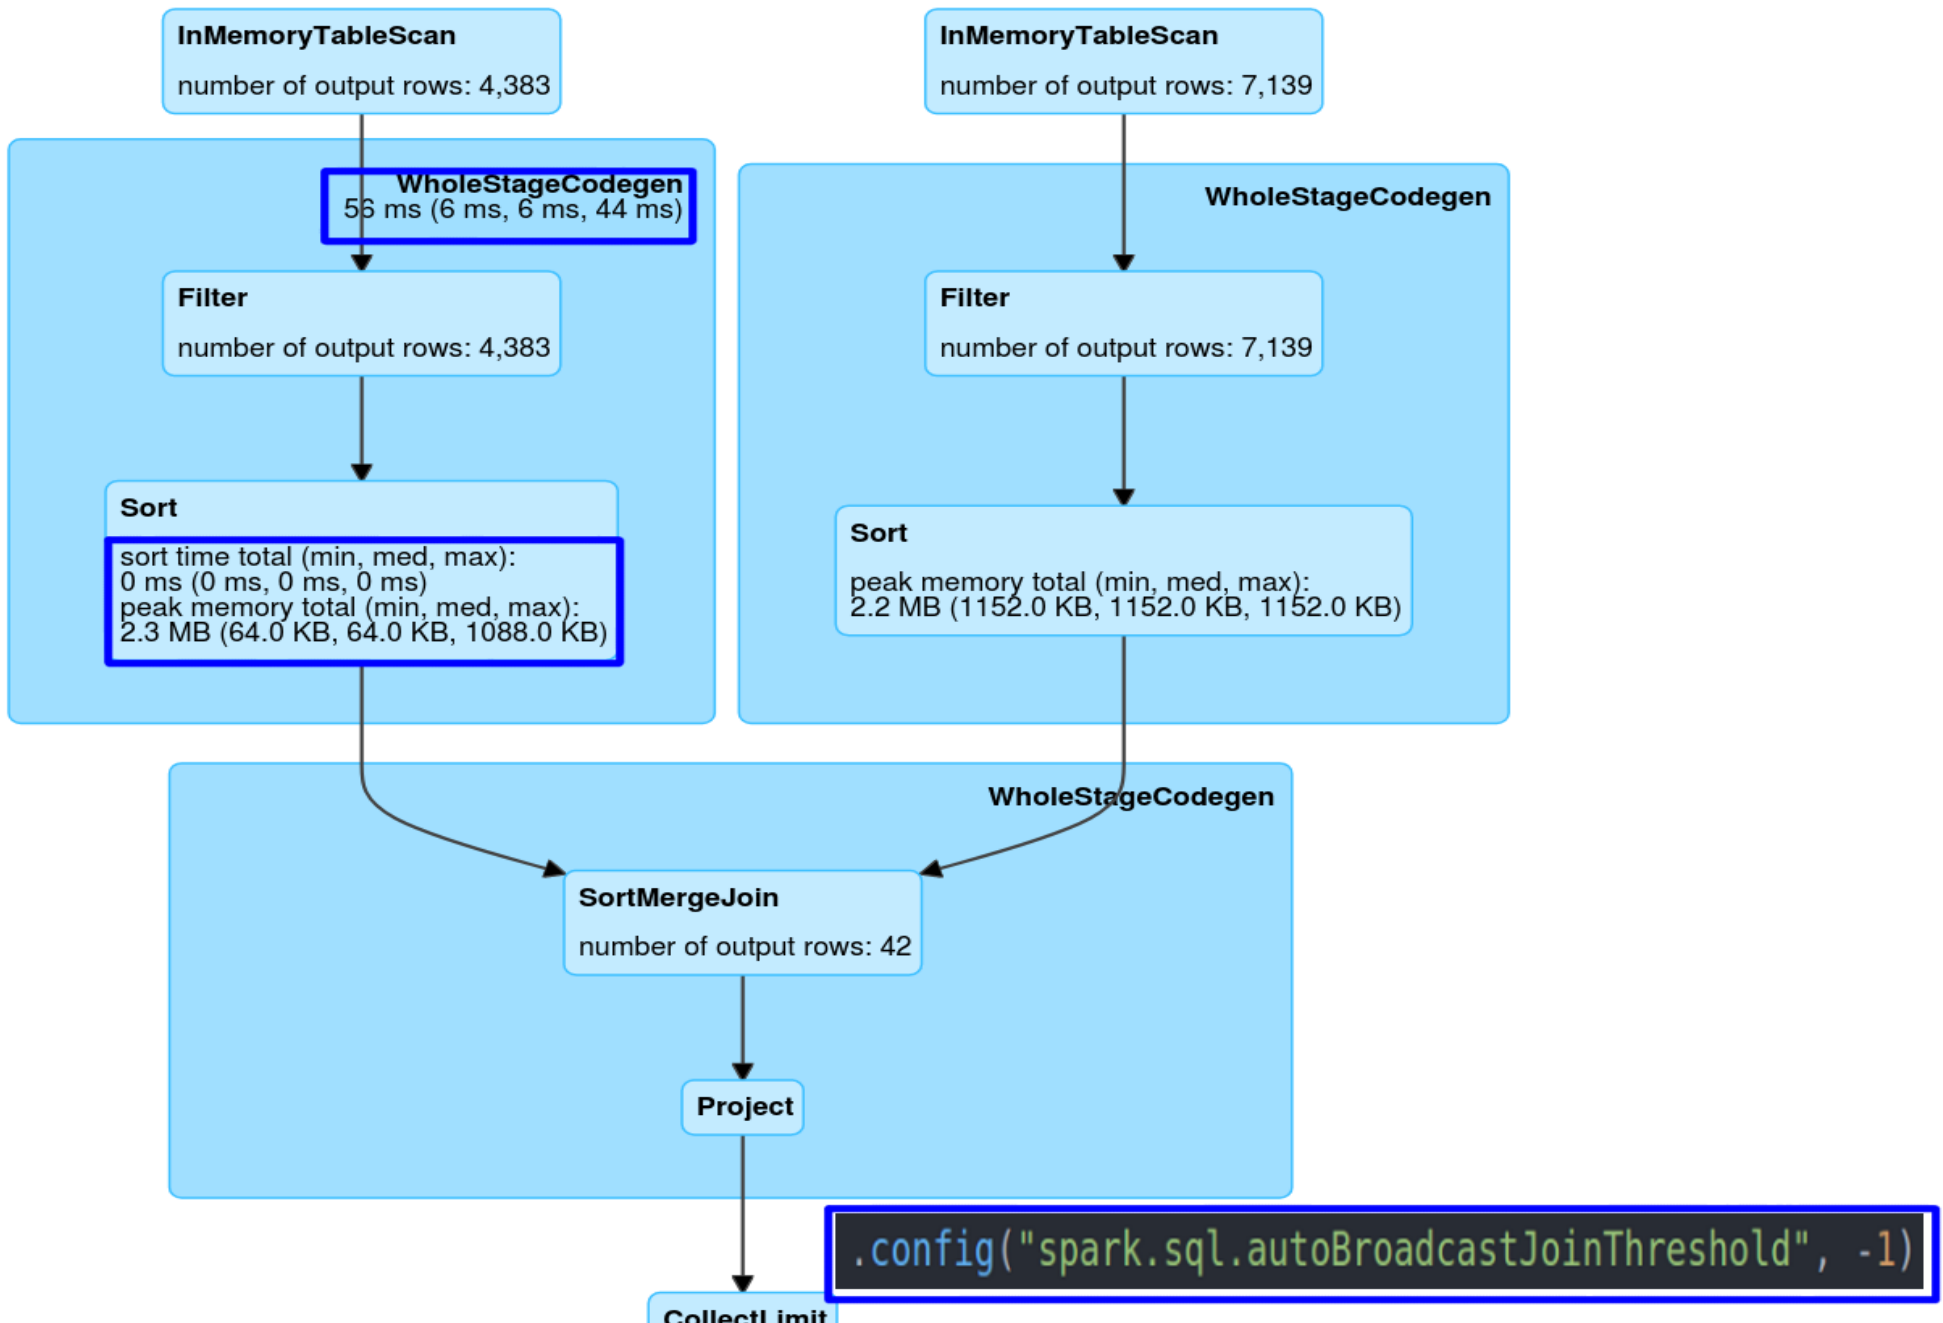 InMemoryTableScan
number of output rows: 4,383
InMemoryTableScan
number of output rows: 7,139
WholeStageCodegen
56 ms (6 ms, 6 ms, 44 ms)
WholeStageCodegen
Filter
number of output rows: 4,383
Filter
number of output rows: 7,139
Sort
sort time total (min, med, max):
0 ms (0 ms, 0 ms, 0 ms)
peak memory total (min, med, max):
2.3 MB (64.0 KB, 64.0 KB, 1088.0 KB)
Sort
peak memory total (min, med, max):
2.2 MB (1152.0 KB, 1152.0 KB, 1152.0 KB)
WholeStageCodegen
SortMergeJoin
number of output rows: 42
Project
.config("spark.sql.autoBroadcastJoinThreshold", -1)
CollectLimit